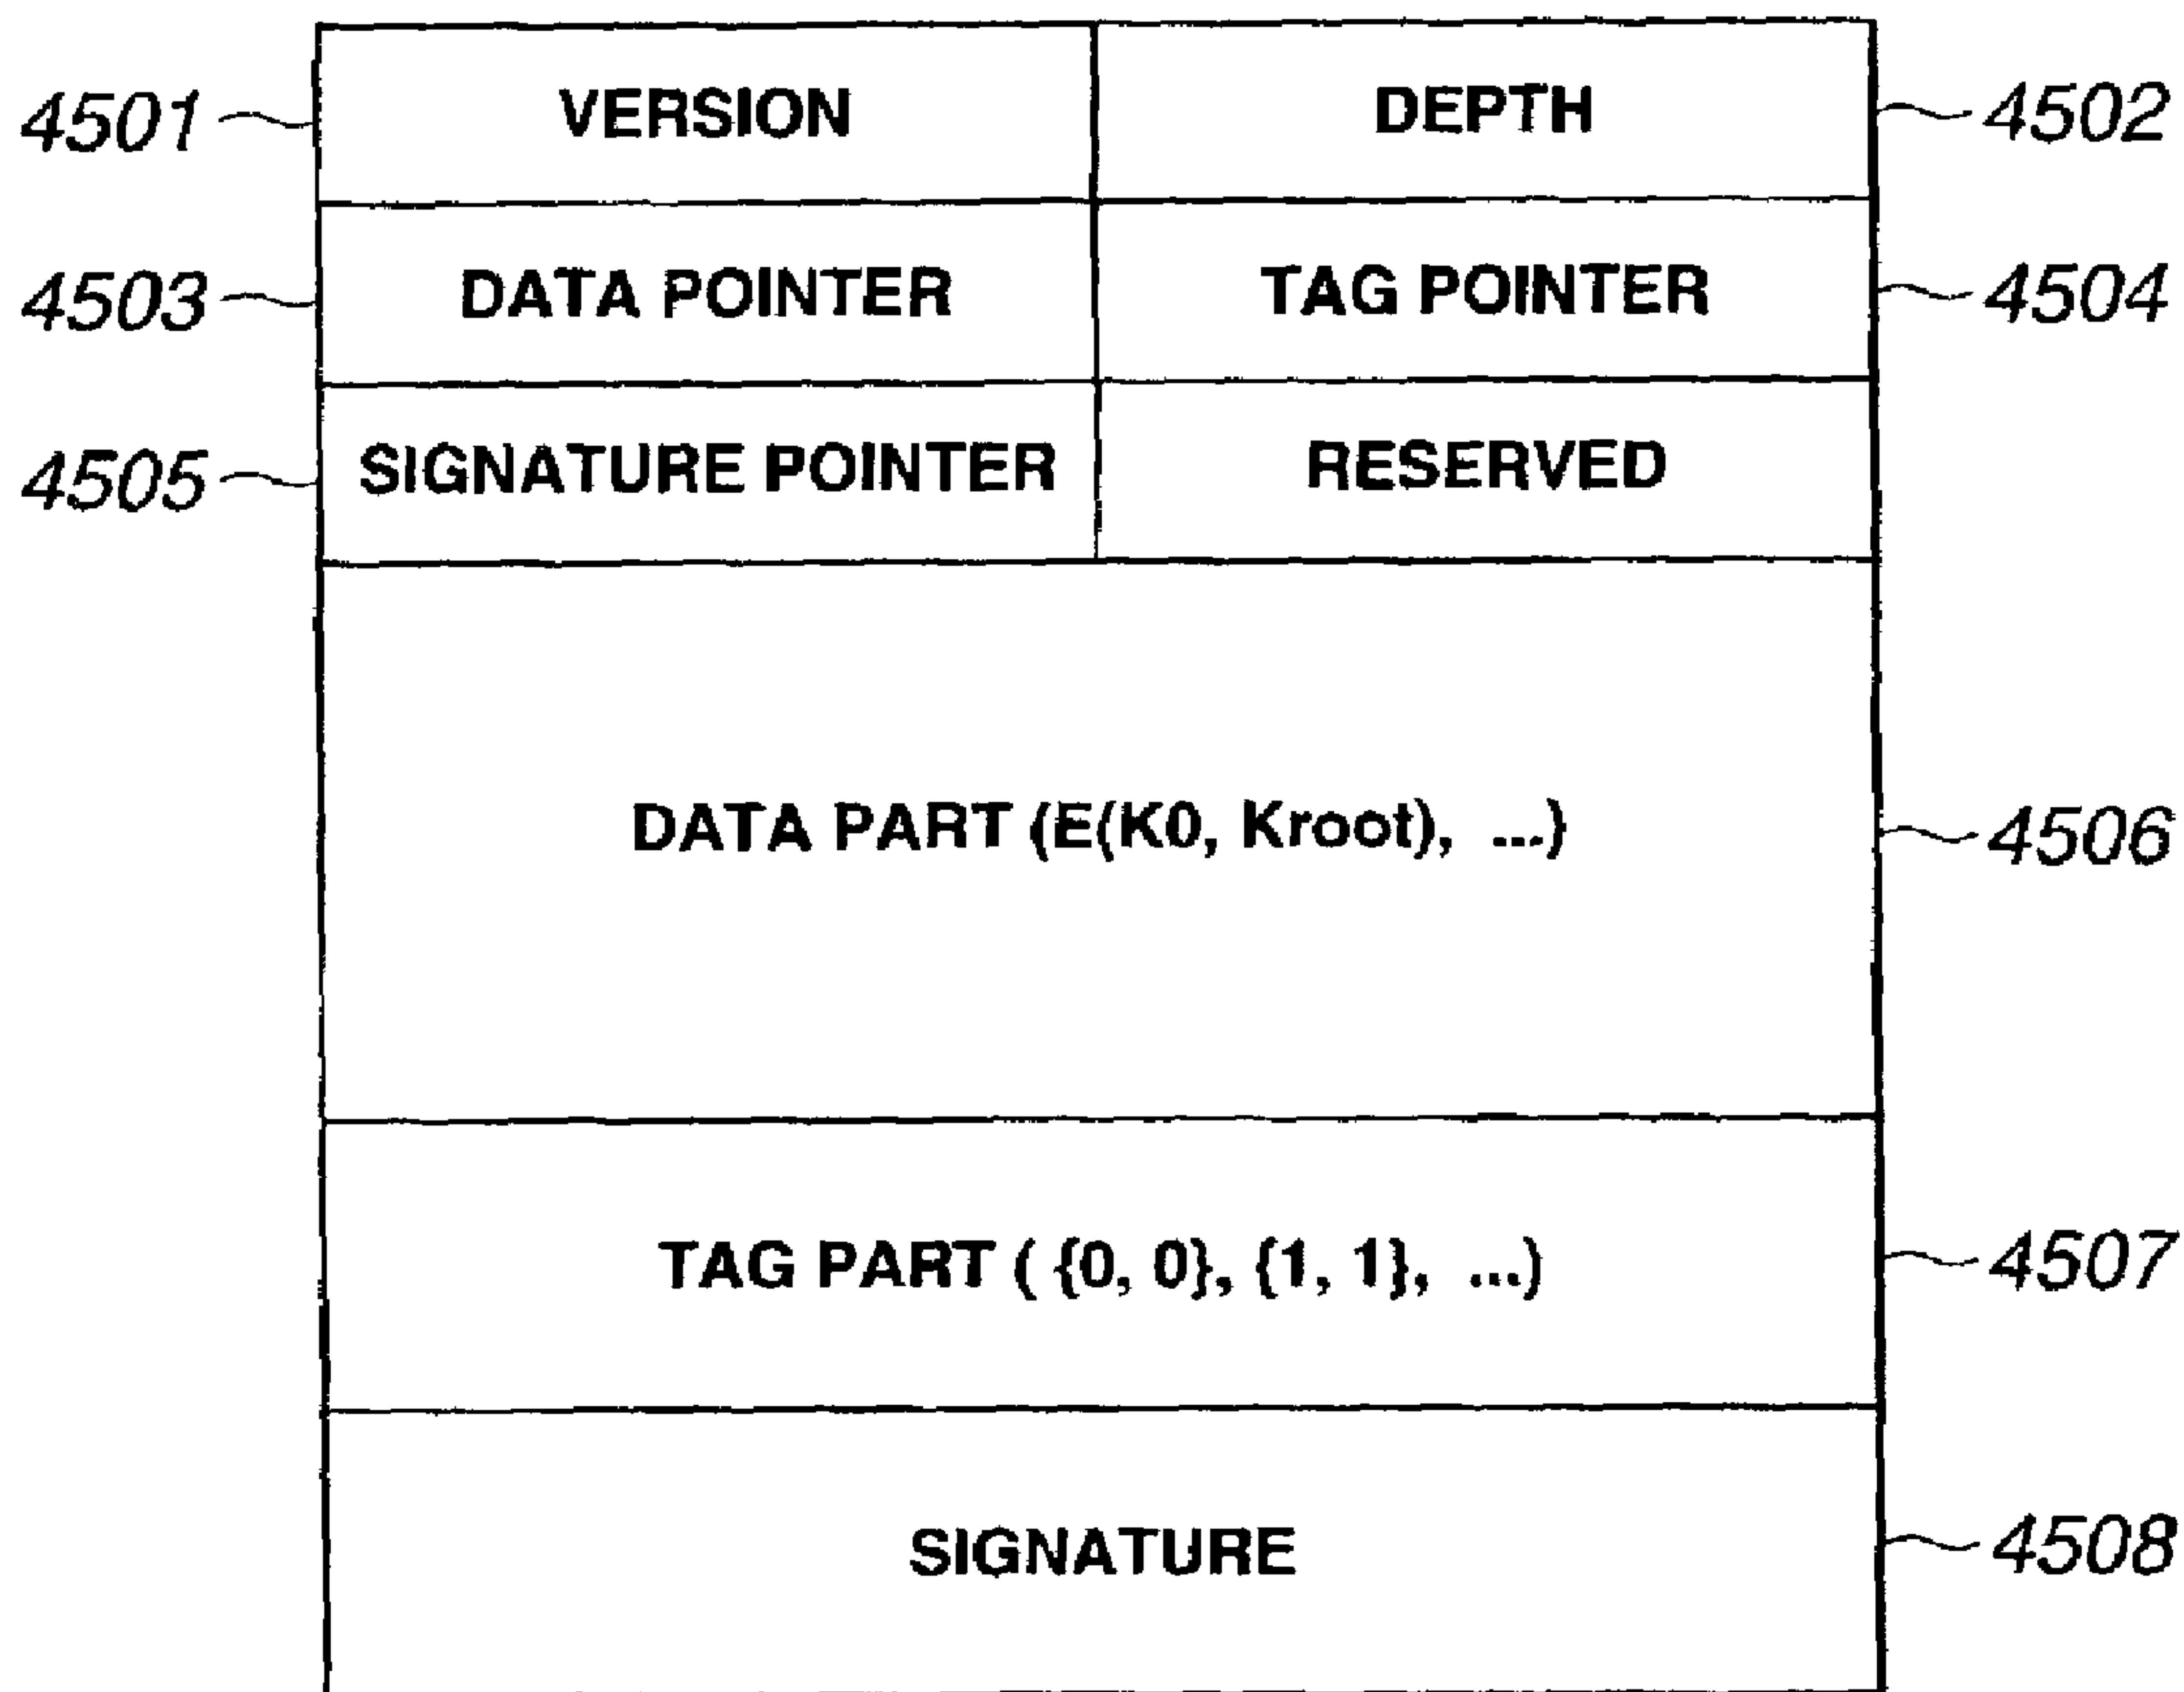 4501 VERSION DEPTH 4502
4503 DATA POINTER TAG POINTER 4504
4505 SIGNATURE POINTER RESERVED
DATA PART (E(K0, Kroot), ...) 4506
TAG PART ( {0, 0}, {1, 1}, ...) 4507
SIGNATURE 4508